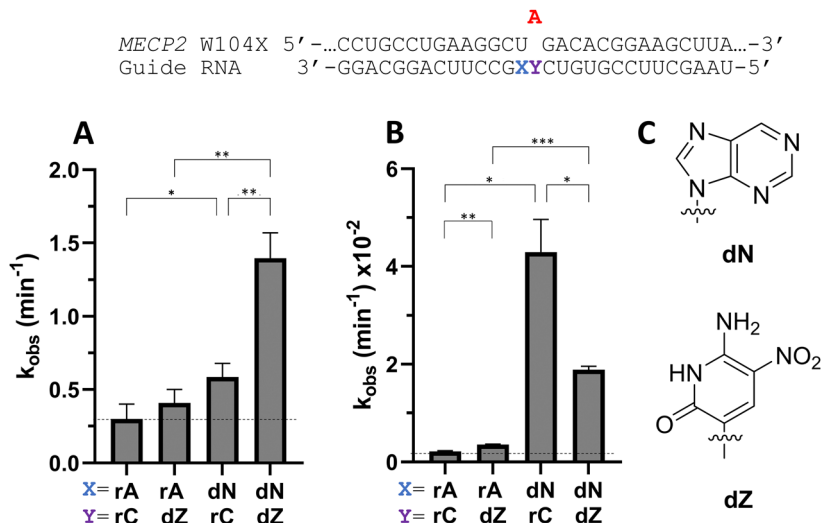 A
MECP2 W104X 5’-…CCUGCCUGAAGGCU GACACGGAAGCUUA…-3’
Guide RNA 3’-GGACGGACUUCCGXYCUGUGCCUUCGAAU-5’
A
B
C
2.0
1.5
1.0
0.5
0.0
kobs (min-1)
*
**
**
X= rA rA dN dN
Y= rC dZ rC dZ
6
4
2
0
kobs (min-1) x10-2
***
*
*
**
X= rA rA dN dN
Y= rC dZ rC dZ
N
N
N
N
dN
NH2
NO2
HN
O
dZ